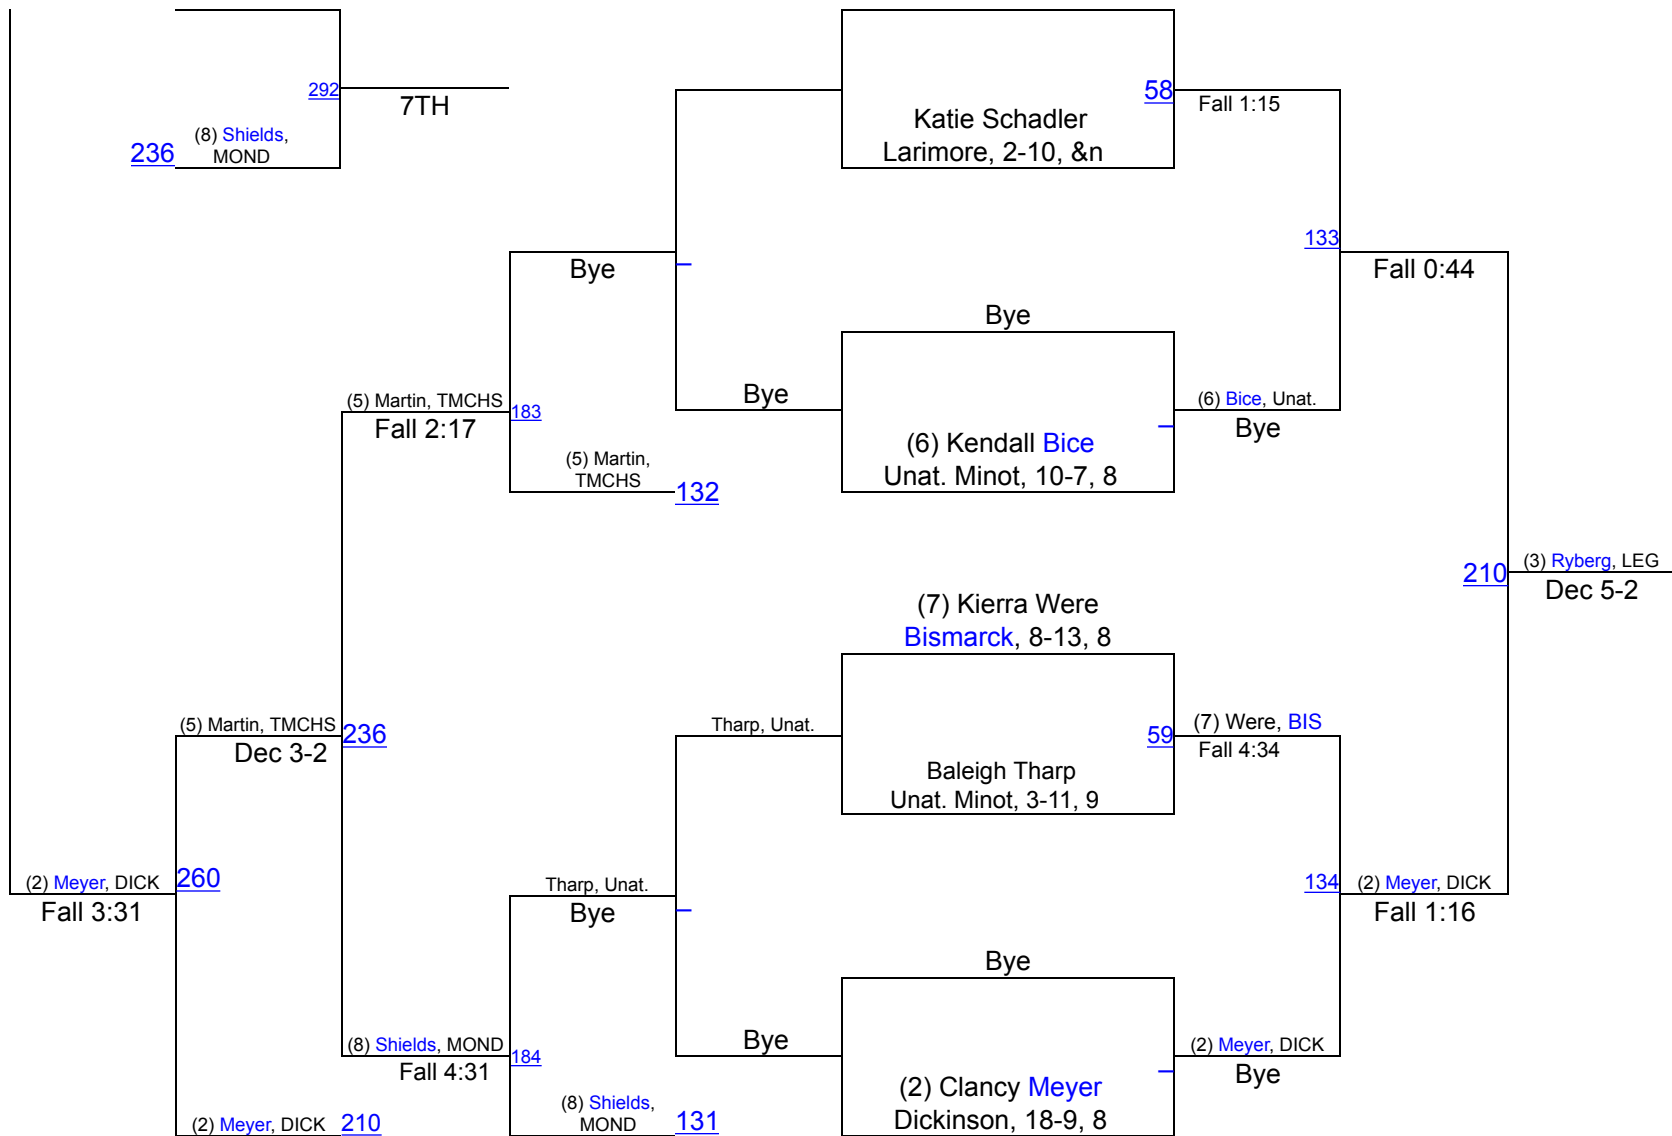 292
7TH
(8) Shields,
MOND
236
Katie Schadler
Larimore, 2-10, &n
58
Fall 1:15
133
Fall 0:44
Bye
Bye
(5) Martin, TMCHS
183
Fall 2:17
(5) Martin,
TMCHS
132
Bye
(6) Kendall Bice
Unat. Minot, 10-7, 8
(6) Bice, Unat.
Bye
210
(3) Ryberg, LEG
Dec 5-2
(7) Kierra Were
Bismarck, 8-13, 8
(5) Martin, TMCHS
236
Dec 3-2
Tharp, Unat.
59
(7) Were, BIS
Fall 4:34
Baleigh Tharp
Unat. Minot, 3-11, 9
(2) Meyer, DICK
260
Fall 3:31
Tharp, Unat.
Bye
134
(2) Meyer, DICK
Fall 1:16
Bye
(8) Shields, MOND
184
Fall 4:31
Bye
(2) Clancy Meyer
Dickinson, 18-9, 8
(2) Meyer, DICK
Bye
(2) Meyer, DICK
210
(8) Shields,
MOND
131